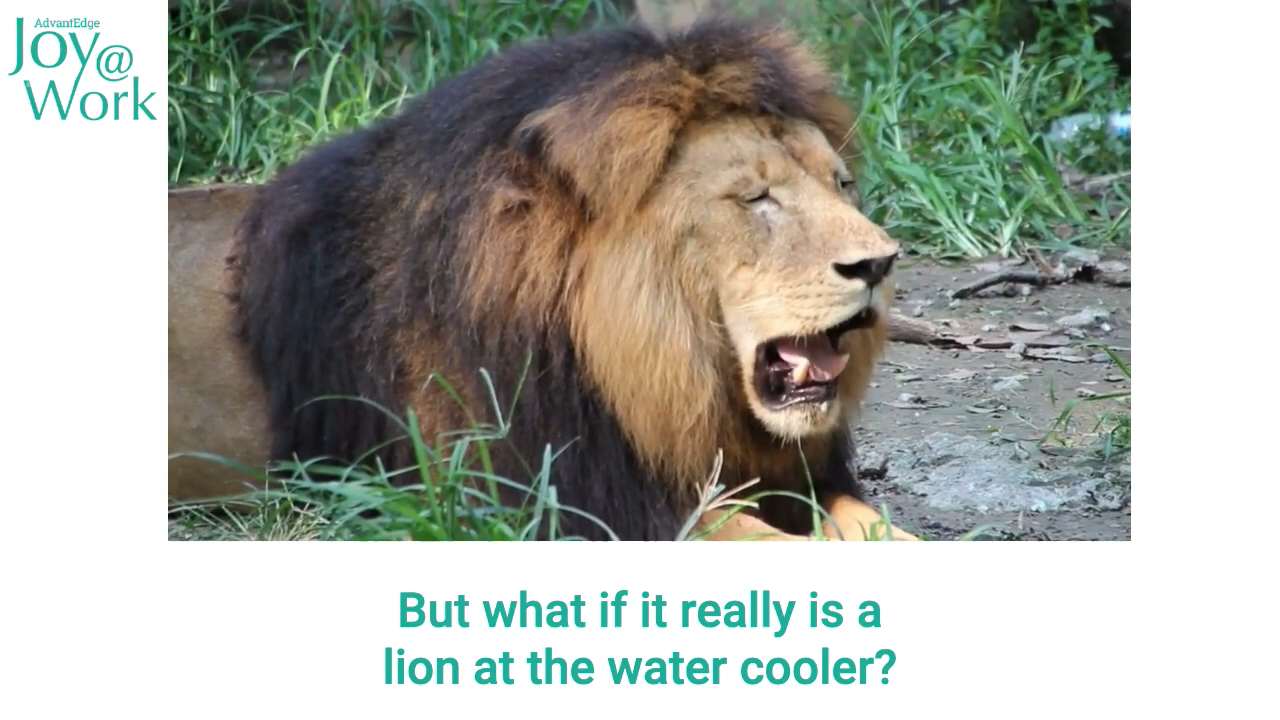 AdvantEdge
Joy@
Work
But what if it really is a
lion at the water cooler?